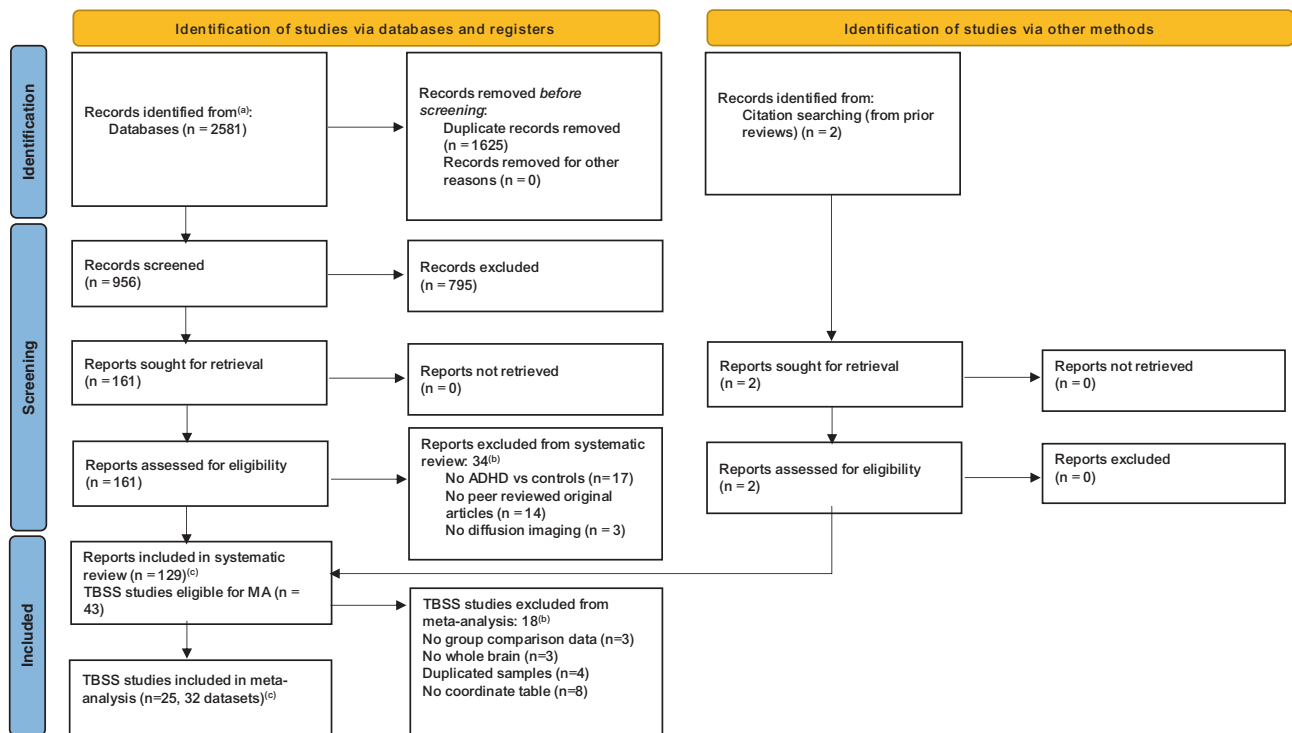 Identification of studies via databases and registers
Identification of studies via other methods
Identification
Records identified from(a):
Databases (n = 2581)
Records removed before
screening:
Duplicate records removed
(n = 1625)
Records removed for other
reasons (n = 0)
Records identified from:
Citation searching (from prior
reviews) (n = 2)
Screening
Records screened
(n = 956)
Records excluded
(n = 795)
Reports sought for retrieval
(n = 161)
Reports not retrieved
(n = 0)
Reports sought for retrieval
(n = 2)
Reports not retrieved
(n = 0)
Reports assessed for eligibility
(n = 161)
Reports excluded from systematic
review: 34(b)
No ADHD vs controls (n=17)
No peer reviewed original
articles (n = 14)
No diffusion imaging (n = 3)
Reports assessed for eligibility
(n = 2)
Reports excluded
(n = 0)
Included
Reports included in systematic
review (n = 129)(c)
TBSS studies eligible for MA (n =
43)
TBSS studies excluded from
meta-analysis: 18(b)
No group comparison data (n=3)
No whole brain (n=3)
Duplicated samples (n=4)
No coordinate table (n=8)
TBSS studies included in meta-
analysis (n=25, 32 datasets)(c)